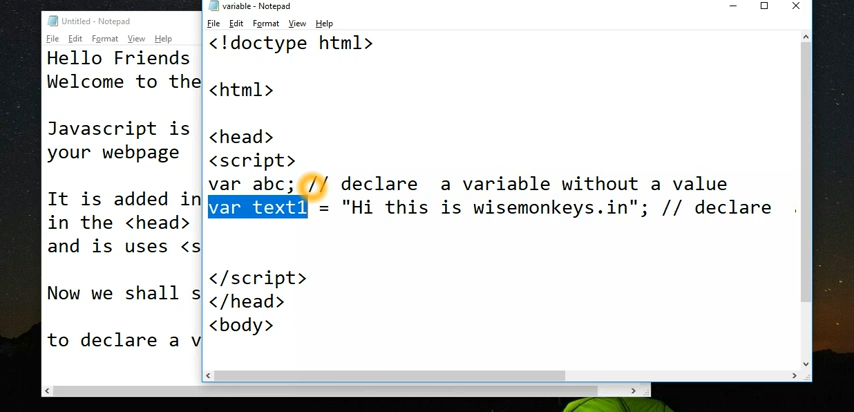 Untitled - Notepad
File Edit Format View Help
Hello Friends
Welcome to the
Javascript is
your webpage
It is added in
in the <head>
and is uses <s
Now we shall s
to declare a v
variable - Notepad
File Edit Format View Help
<!doctype html>
<html>
<head>
<script>
var abc; // declare  a variable without a value
var text1 = "Hi this is wisemonkeys.in"; // declare
</script>
</head>
<body>